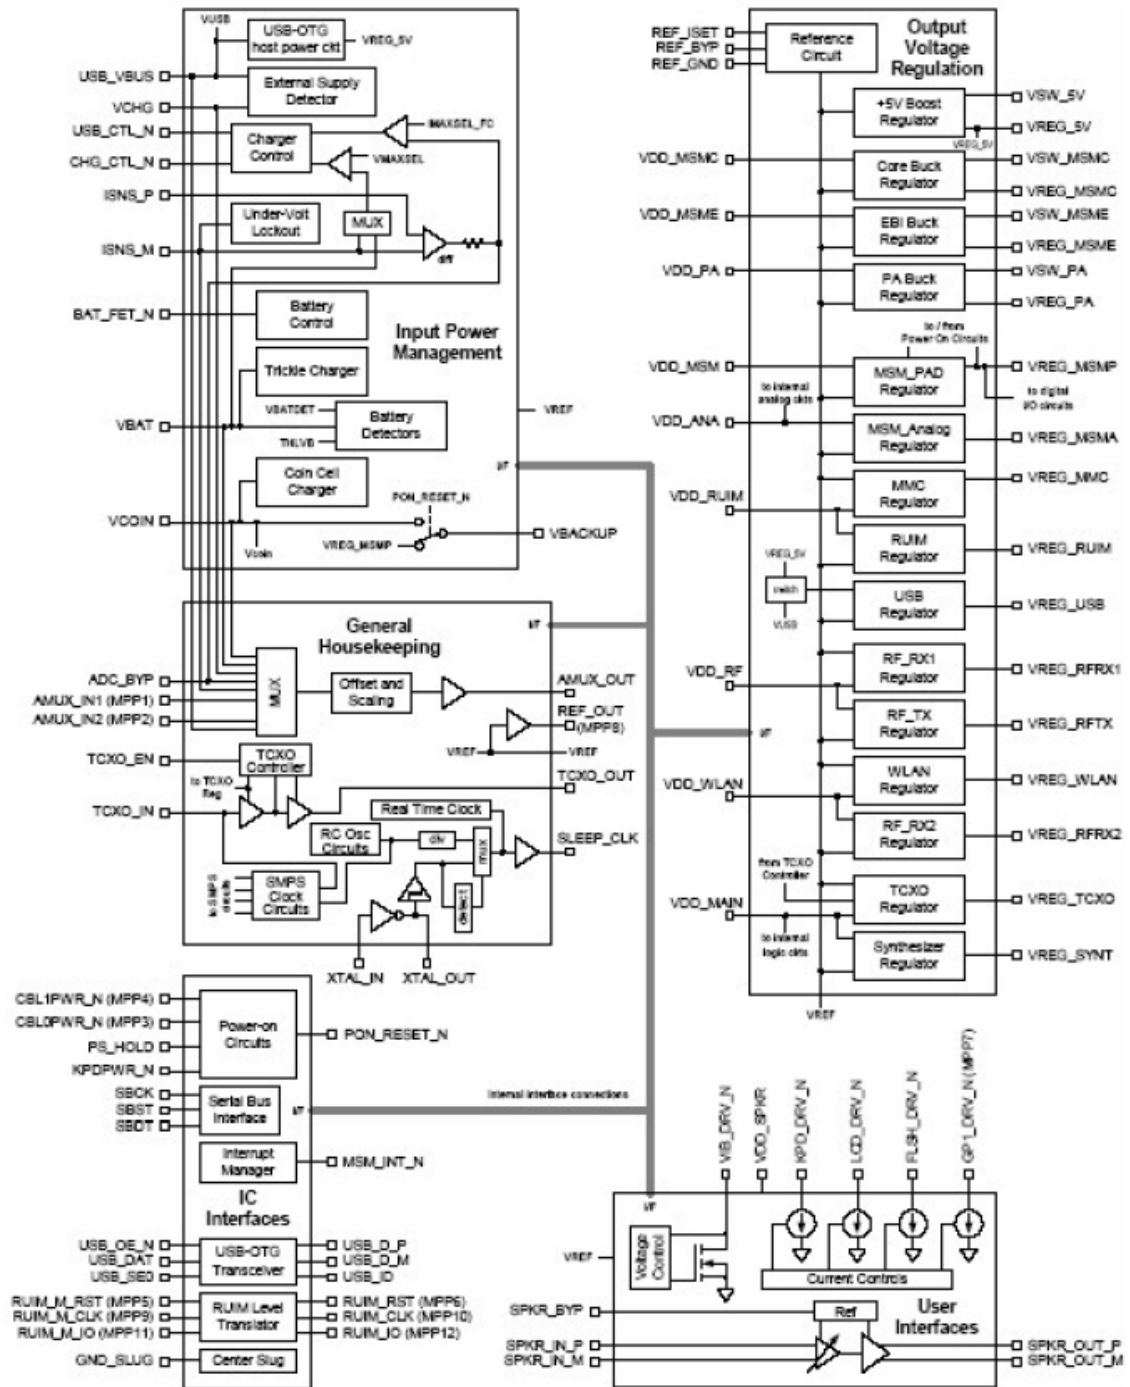 VUSB
USB-OTG
host power ckt
VREG_5V
USB_VBUS
External Supply
Detector
VCHG
USB_CTL_N
Charger
Control
IMAXSEL_FC
CHG_CTL_N
VMAXSEL
ISNS_P
Under-Volt
Lockout
MUX
ISNS_M
diff
BAT_FET_N
Battery
Control
Input Power
Management
Trickle Charger
VREF
VBATDET
VBAT
Battery
Detectors
THLVB
I/F
Coin Cell
Charger
PON_RESET_N
VCOIN
VBACKUP
Vcoin
VREG_MSMP
General
Housekeeping
I/F
ADC_BYP
AMUX_IN1 (MPP1)
AMUX_IN2 (MPP2)
MUX
Offset and
Scaling
AMUX_OUT
REF_OUT
(MPP8)
VREF
VREF
TCXO_EN
TCXO
Controller
to TCXO
Reg
TCXO_OUT
TCXO_IN
Real Time Clock
RC Osc
Circuits
div
mux
SLEEP_CLK
to SMPS
circuits
SMPS
Clock
Circuits
detect
XTAL_IN
XTAL_OUT
CBL1PWR_N (MPP4)
CBL0PWR_N (MPP3)
PS_HOLD
KPDPWR_N
Power-on
Circuits
PON_RESET_N
SBCK
SBST
SBDT
Serial Bus
Interface
I/F
Internal interface connections
Interrupt
Manager
MSM_INT_N
IC
Interfaces
USB_OE_N
USB_DAT
USB_SE0
USB-OTG
Transceiver
USB_D_P
USB_D_M
USB_ID
RUIM_M_RST (MPP5)
RUIM_M_CLK (MPP9)
RUIM_M_IO (MPP11)
RUIM Level
Translator
RUIM_RST (MPP6)
RUIM_CLK (MPP10)
RUIM_IO (MPP12)
GND_SLUG
Center Slug
REF_ISET
REF_BYP
REF_GND
Reference
Circuit
Output
Voltage
Regulation
+5V Boost
Regulator
VSW_5V
VREG_5V
VREG_5V
VDD_MSMC
Core Buck
Regulator
VSW_MSMC
VREG_MSMC
VDD_MSME
EBI Buck
Regulator
VSW_MSME
VREG_MSME
VDD_PA
PA Buck
Regulator
VSW_PA
VREG_PA
to / from
Power On Circuits
VDD_MSM
MSM_PAD
Regulator
VREG_MSMP
to digital
I/O circuits
to internal
analog ckts
VDD_ANA
MSM_Analog
Regulator
VREG_MSMA
VDD_RUIM
MMC
Regulator
VREG_MMC
RUIM
Regulator
VREG_RUIM
VREG_5V
switch
VUSB
USB
Regulator
VREG_USB
VDD_RF
RF_RX1
Regulator
VREG_RFRX1
RF_TX
Regulator
VREG_RFTX
I/F
VDD_WLAN
WLAN
Regulator
VREG_WLAN
RF_RX2
Regulator
VREG_RFRX2
from TCXO
Controller
VDD_MAIN
TCXO
Regulator
VREG_TCXO
to internal
logic ckts
Synthesizer
Regulator
VREG_SYNT
VREF
VIB_DRV_N
VDD_SPKR
KPD_DRV_N
LCD_DRV_N
FLSH_DRV_N
GP1_DRV_N (MPP7)
I/F
VREF
Voltage
Control
Current Controls
SPKR_BYP
Ref
User
Interfaces
SPKR_IN_P
SPKR_IN_M
SPKR_OUT_P
SPKR_OUT_M